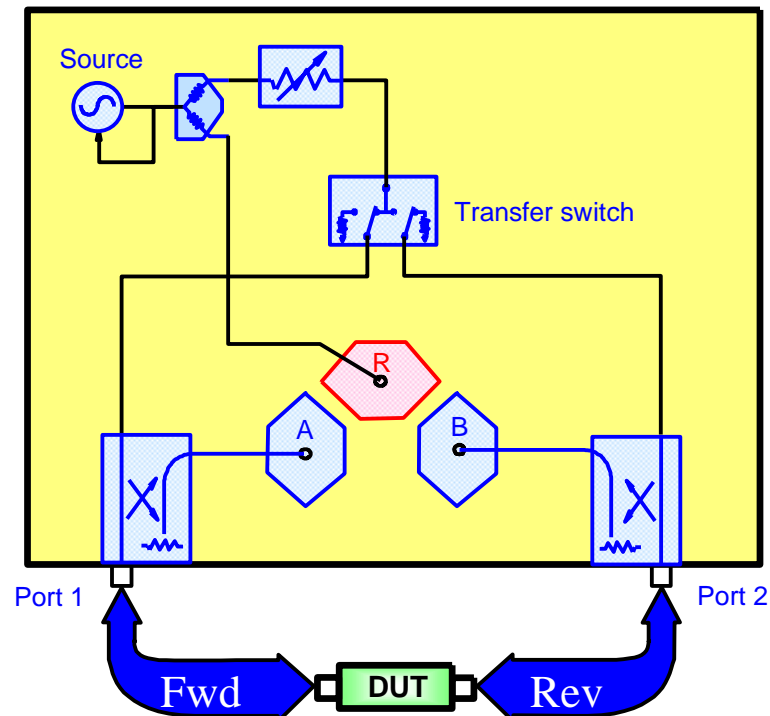 Source
Transfer switch
R
A
B
Port 1
Port 2
Fwd
DUT
Rev